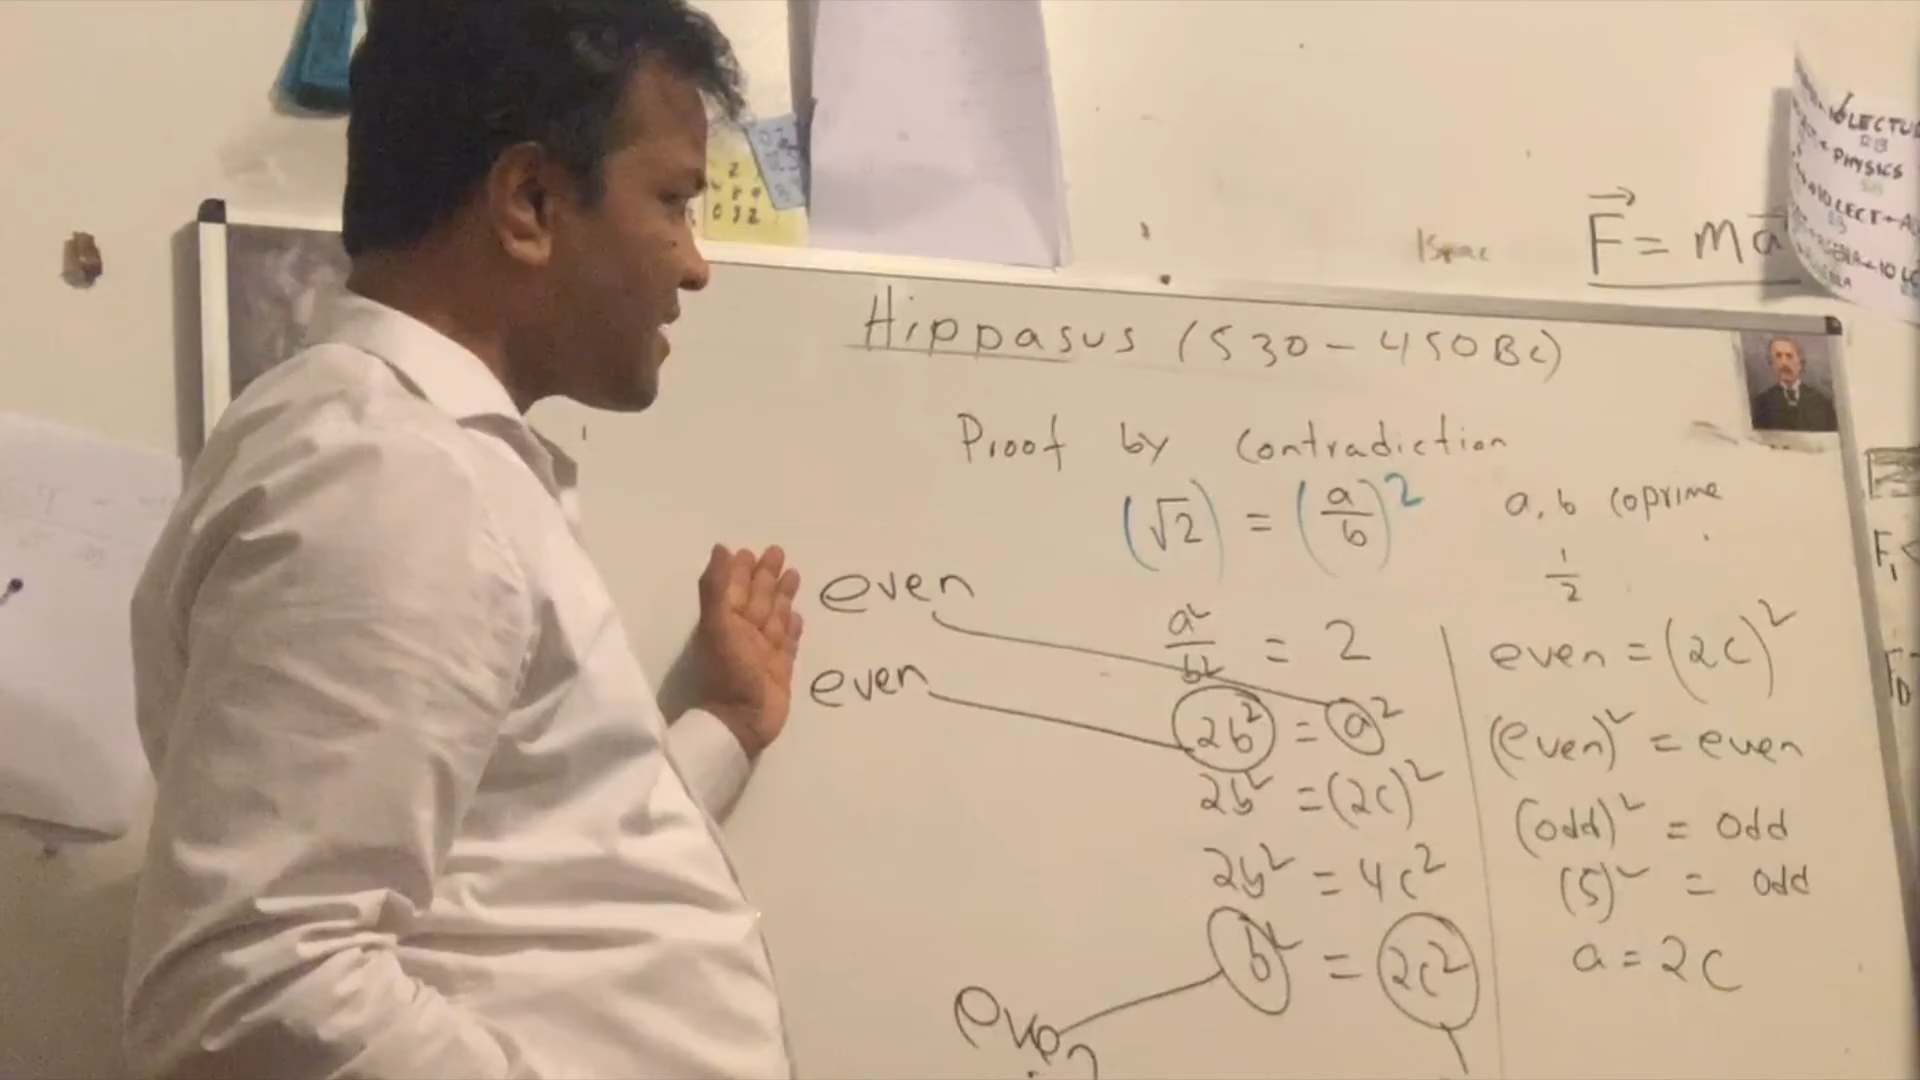 F = ma
LECTU
PHYSICS
Hippasus (530 - 450 BC)
Proof by Contradiction
(√2) = (a/b)²
a, b coprime
1/2
even
a²/b² = 2
even = (2c)²
even
2b² = a²
(even)² = even
2b² = (2c)²
(odd)² = odd
2b² = 4c²
(5)² = odd
b² = 2c²
a = 2c
even